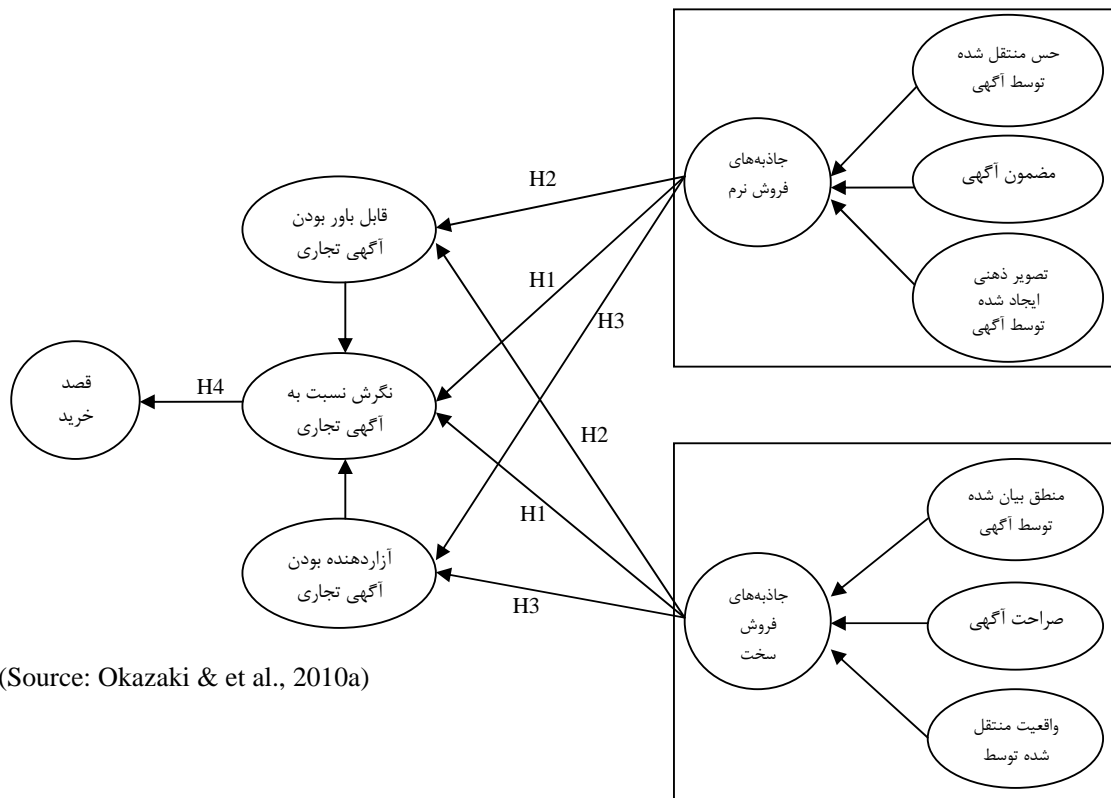 حس منتقل شده
توسط آگهی
مضمون آگهی
تصویر ذهنی
ایجاد شده
توسط آگهی
جاذبه‌های
فروش نرم
H2
H1
H3
قابل باور بودن
آگهی تجاری
نگرش نسبت به
آگهی تجاری
آزاردهنده بودن
آگهی تجاری
H4
قصد
خرید
منطق بیان شده
توسط آگهی
صراحت آگهی
واقعیت منتقل
شده توسط
جاذبه‌های
فروش
سخت
H2
H1
H3
(Source: Okazaki & et al., 2010a)